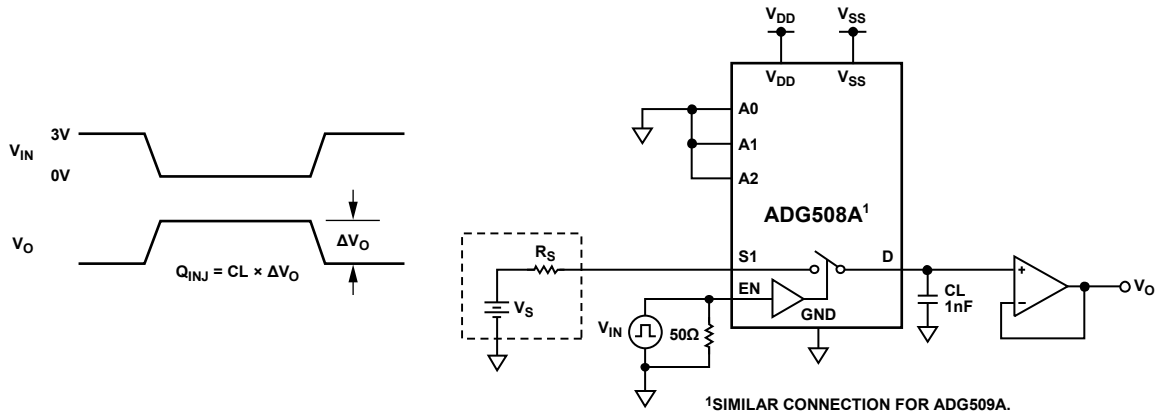 3V
V_IN
0V
V_O
ΔV_O
Q_INJ = CL × ΔV_O
V_DD V_SS
V_DD V_SS
A0
A1
A2
ADG508A¹
R_S
S1 D
V_S
EN
GND
V_IN 50Ω
CL
1nF
+
−
V_O
¹SIMILAR CONNECTION FOR ADG509A.